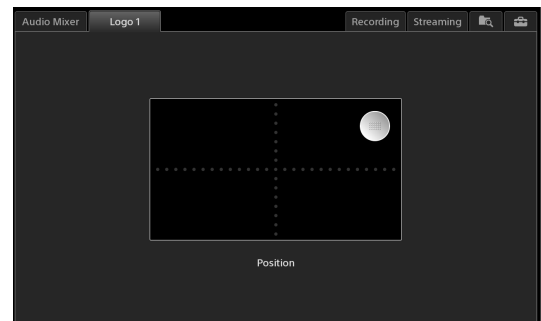 Audio Mixer
Logo 1
Recording
Streaming
Position